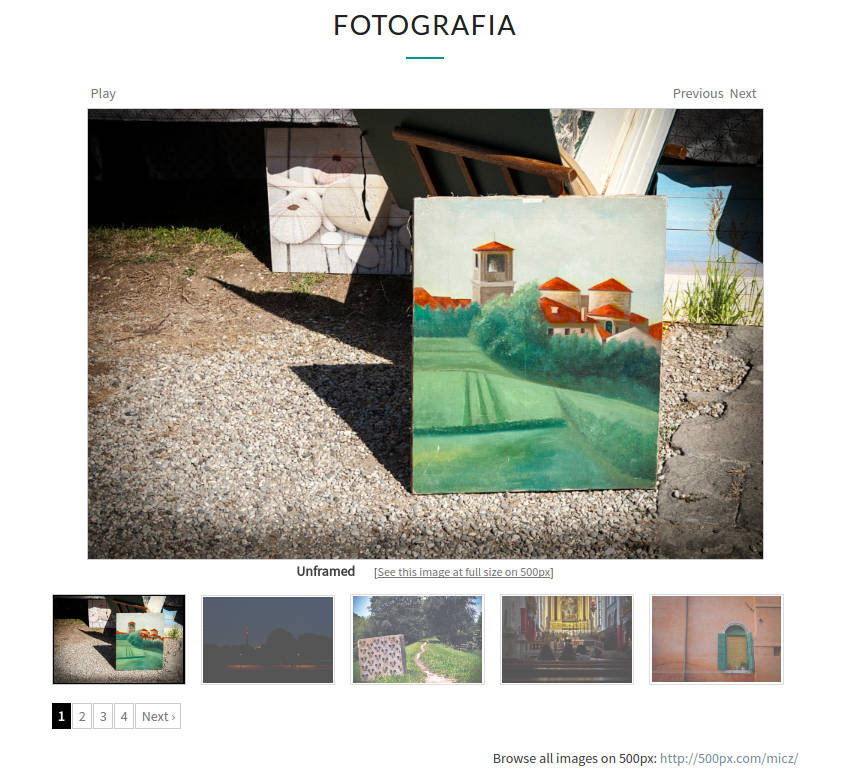 FOTOGRAFIA
Play Previous Next
Unframed [See this image at full size on 500px]
1 2 3 4 Next ›
Browse all images on 500px: http://500px.com/micz/